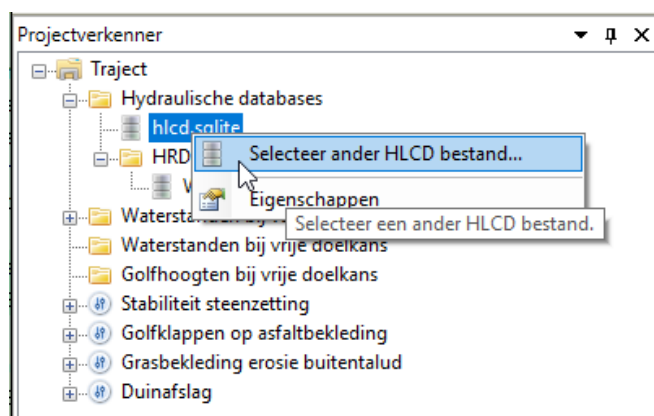 Projectverkenner
Traject
Hydraulische databases
hlcd.sqlite
HRD
Selecteer ander HLCD bestand...
Eigenschappen
Selecteer een ander HLCD bestand.
Waterstanden bij vrije doelkans
Golfhoogten bij vrije doelkans
Stabiliteit steenzetting
Golfklappen op asfaltbekleding
Grasbekleding erosie buitentalud
Duinafslag